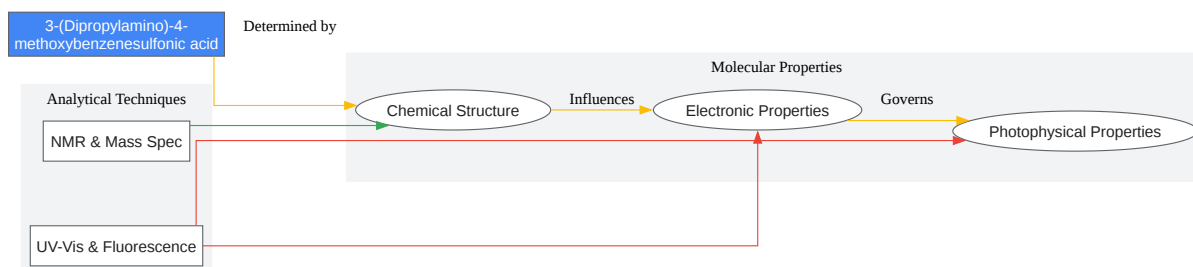 3-(Dipropylamino)-4-
methoxybenzenesulfonic acid
Determined by
Molecular Properties
Analytical Techniques
Chemical Structure
Influences
Electronic Properties
Governs
Photophysical Properties
NMR & Mass Spec
UV-Vis & Fluorescence